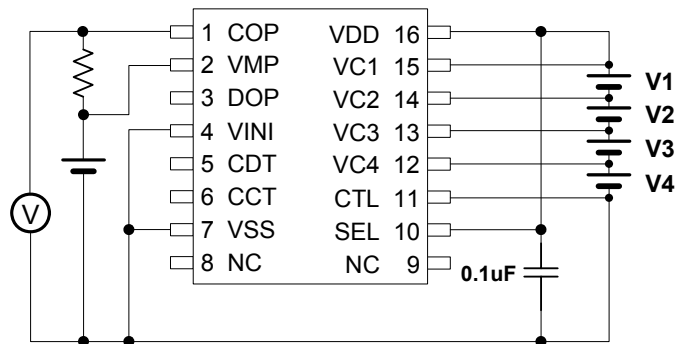 1 COP
2 VMP
3 DOP
4 VINI
5 CDT
6 CCT
7 VSS
8 NC
VDD 16
VC1 15
VC2 14
VC3 13
VC4 12
CTL 11
SEL 10
NC 9
V
V1
V2
V3
V4
0.1uF